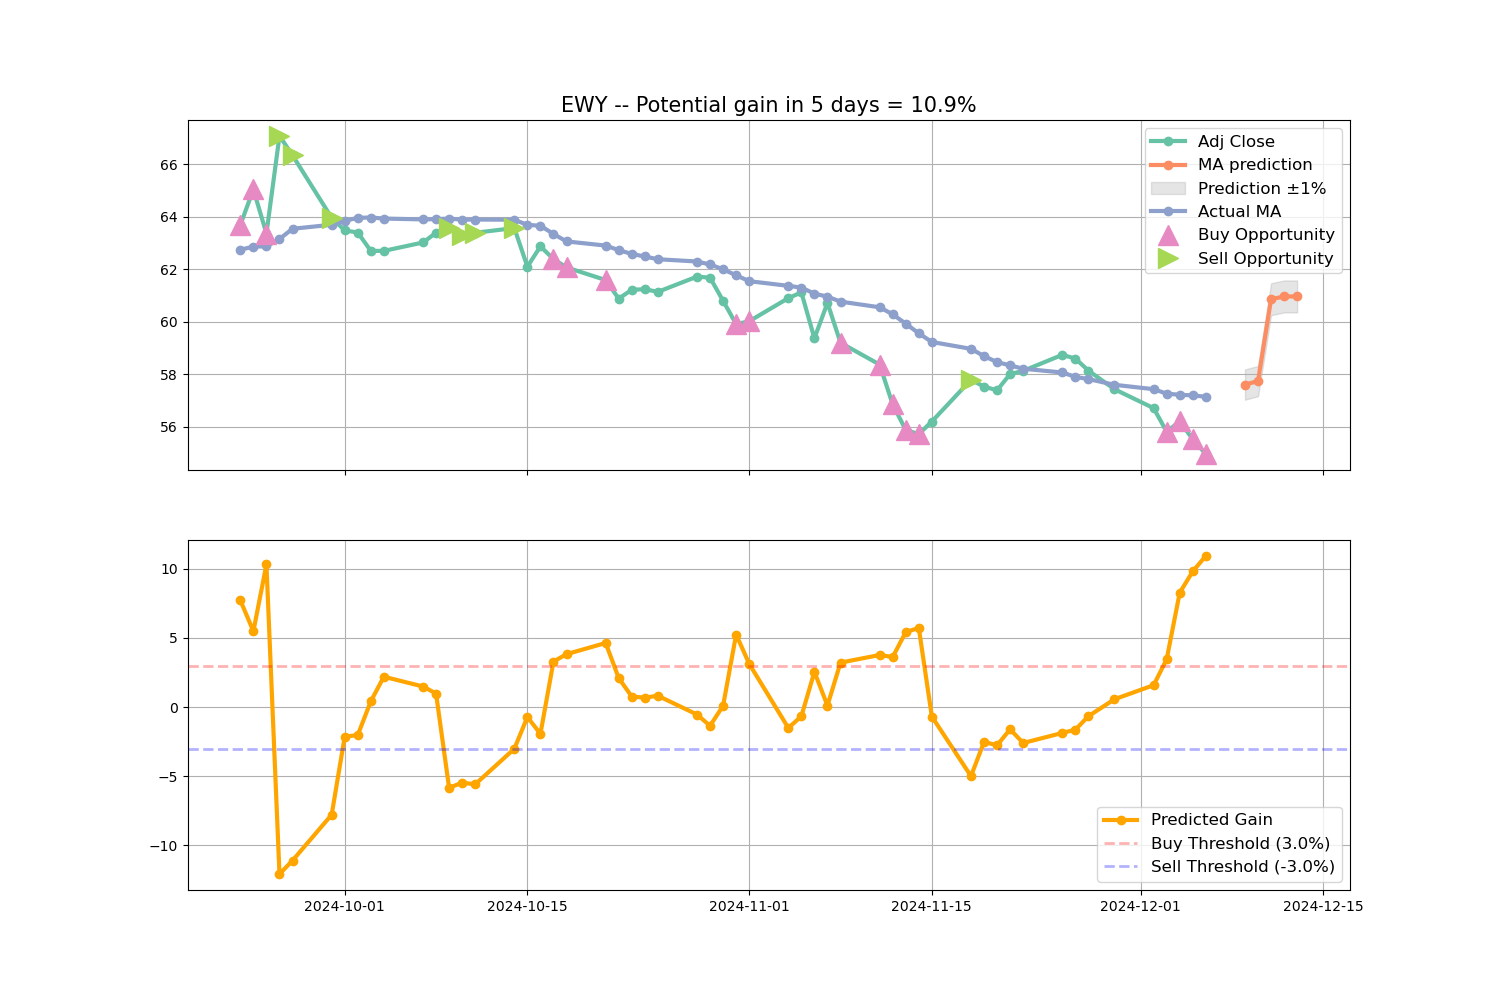 EWY -- Potential gain in 5 days = 10.9%
66
64
62
60
58
56
Adj Close
MA prediction
Prediction ±1%
Actual MA
Buy Opportunity
Sell Opportunity
10
5
0
−5
−10
Predicted Gain
Buy Threshold (3.0%)
Sell Threshold (-3.0%)
2024-10-01
2024-10-15
2024-11-01
2024-11-15
2024-12-01
2024-12-15